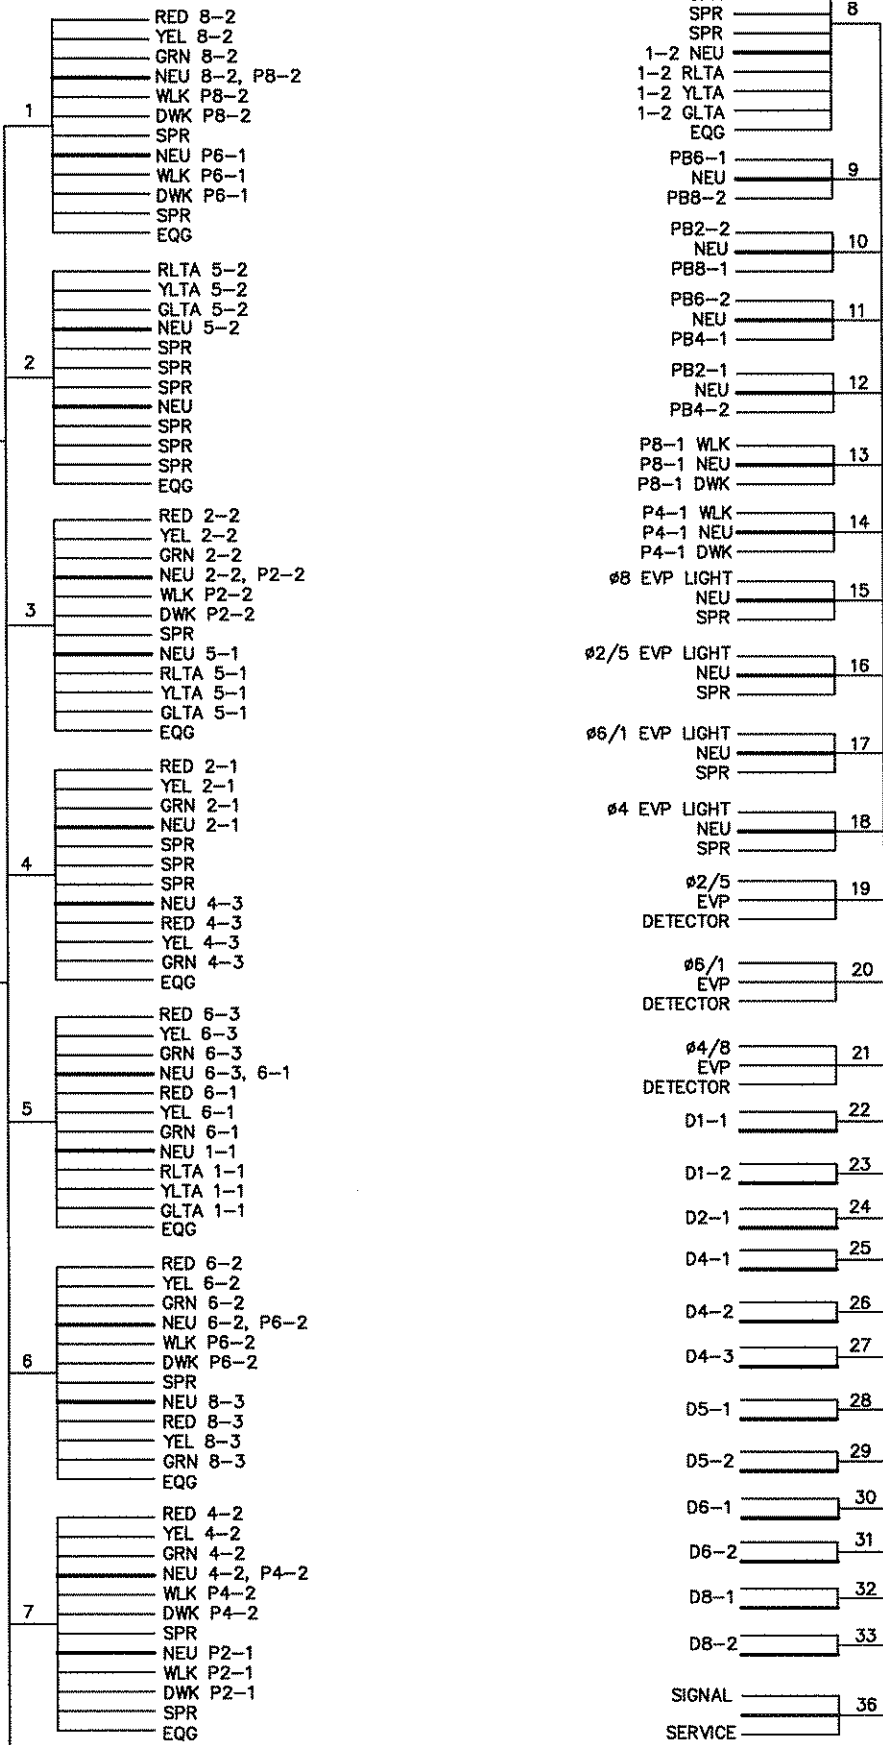 RED 8-2
YEL 8-2
GRN 8-2
NEU 8-2, P8-2
WLK P8-2
DWK P8-2
1
SPR
NEU P6-1
WLK P6-1
DWK P6-1
SPR
EQG
RLTA 5-2
YLTA 5-2
GLTA 5-2
NEU 5-2
SPR
2
SPR
SPR
NEU
SPR
SPR
SPR
EQG
RED 2-2
YEL 2-2
GRN 2-2
NEU 2-2, P2-2
WLK P2-2
3
DWK P2-2
SPR
NEU 5-1
RLTA 5-1
YLTA 5-1
GLTA 5-1
EQG
RED 2-1
YEL 2-1
GRN 2-1
NEU 2-1
SPR
4
SPR
SPR
NEU 4-3
RED 4-3
YEL 4-3
GRN 4-3
EQG
RED 6-3
YEL 6-3
GRN 6-3
NEU 6-3, 6-1
RED 6-1
5
YEL 6-1
GRN 6-1
NEU 1-1
RLTA 1-1
YLTA 1-1
GLTA 1-1
EQG
RED 6-2
YEL 6-2
GRN 6-2
NEU 6-2, P6-2
WLK P6-2
6
DWK P6-2
SPR
NEU 8-3
RED 8-3
YEL 8-3
GRN 8-3
EQG
RED 4-2
YEL 4-2
GRN 4-2
NEU 4-2, P4-2
WLK P4-2
7
DWK P4-2
SPR
NEU P2-1
WLK P2-1
DWK P2-1
SPR
EQG
SPR
8
SPR
1-2 NEU
1-2 RLTA
1-2 YLTA
1-2 GLTA
EQG
PB6-1
NEU
9
PB8-2
PB2-2
NEU
10
PB8-1
PB6-2
NEU
11
PB4-1
PB2-1
NEU
12
PB4-2
P8-1 WLK
P8-1 NEU
13
P8-1 DWK
P4-1 WLK
P4-1 NEU
14
P4-1 DWK
ø8 EVP LIGHT
NEU
15
SPR
ø2/5 EVP LIGHT
NEU
16
SPR
ø6/1 EVP LIGHT
NEU
17
SPR
ø4 EVP LIGHT
NEU
18
SPR
ø2/5
EVP
19
DETECTOR
ø6/1
EVP
20
DETECTOR
ø4/8
EVP
21
DETECTOR
D1-1
22
D1-2
23
D2-1
24
D4-1
25
D4-2
26
D4-3
27
D5-1
28
D5-2
29
D6-1
30
D6-2
31
D8-1
32
D8-2
33
SIGNAL
36
SERVICE